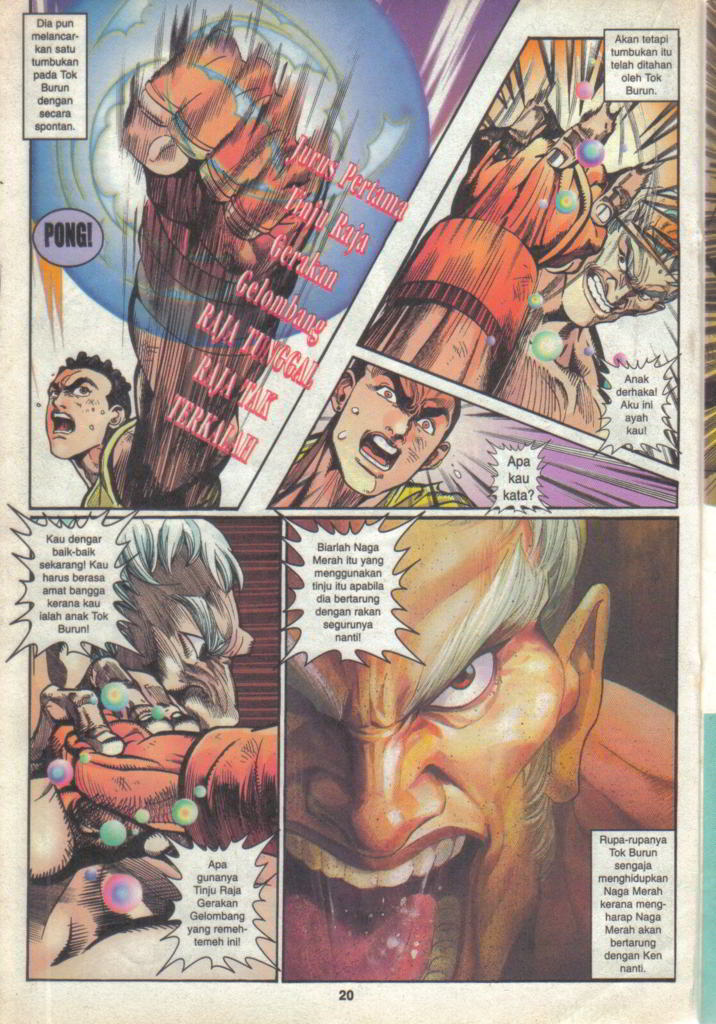 Dia pun
melancar-
kan satu
tumbukan
pada Tok
Burun
dengan
secara
spontan.
PONG!
Jurus Pertama
Tinju Raja
Gerakan
Gelombang
RAJA TUNGGAL
RAJA TAK
TERKALAH
Akan tetapi
tumbukan itu
telah ditahan
oleh Tok
Burun.
Anak
derhaka!
Aku ini
ayah
kau!
Apa
kau
kata?
Kau dengar
baik-baik
sekarang! Kau
harus berasa
amat bangga
kerana kau
ialah anak Tok
Burun!
Apa
gunanya
Tinju Raja
Gerakan
Gelombang
yang remeh-
temeh ini!
Biarlah Naga
Merah itu yang
menggunakan
tinju itu apabila
dia bertarung
dengan rakan
segurunya
nanti!
Rupa-rupanya
Tok Burun
sengaja
menghidupkan
Naga Merah
kerana meng-
harap Naga
Merah akan
bertarung
dengan Ken
nanti.
20